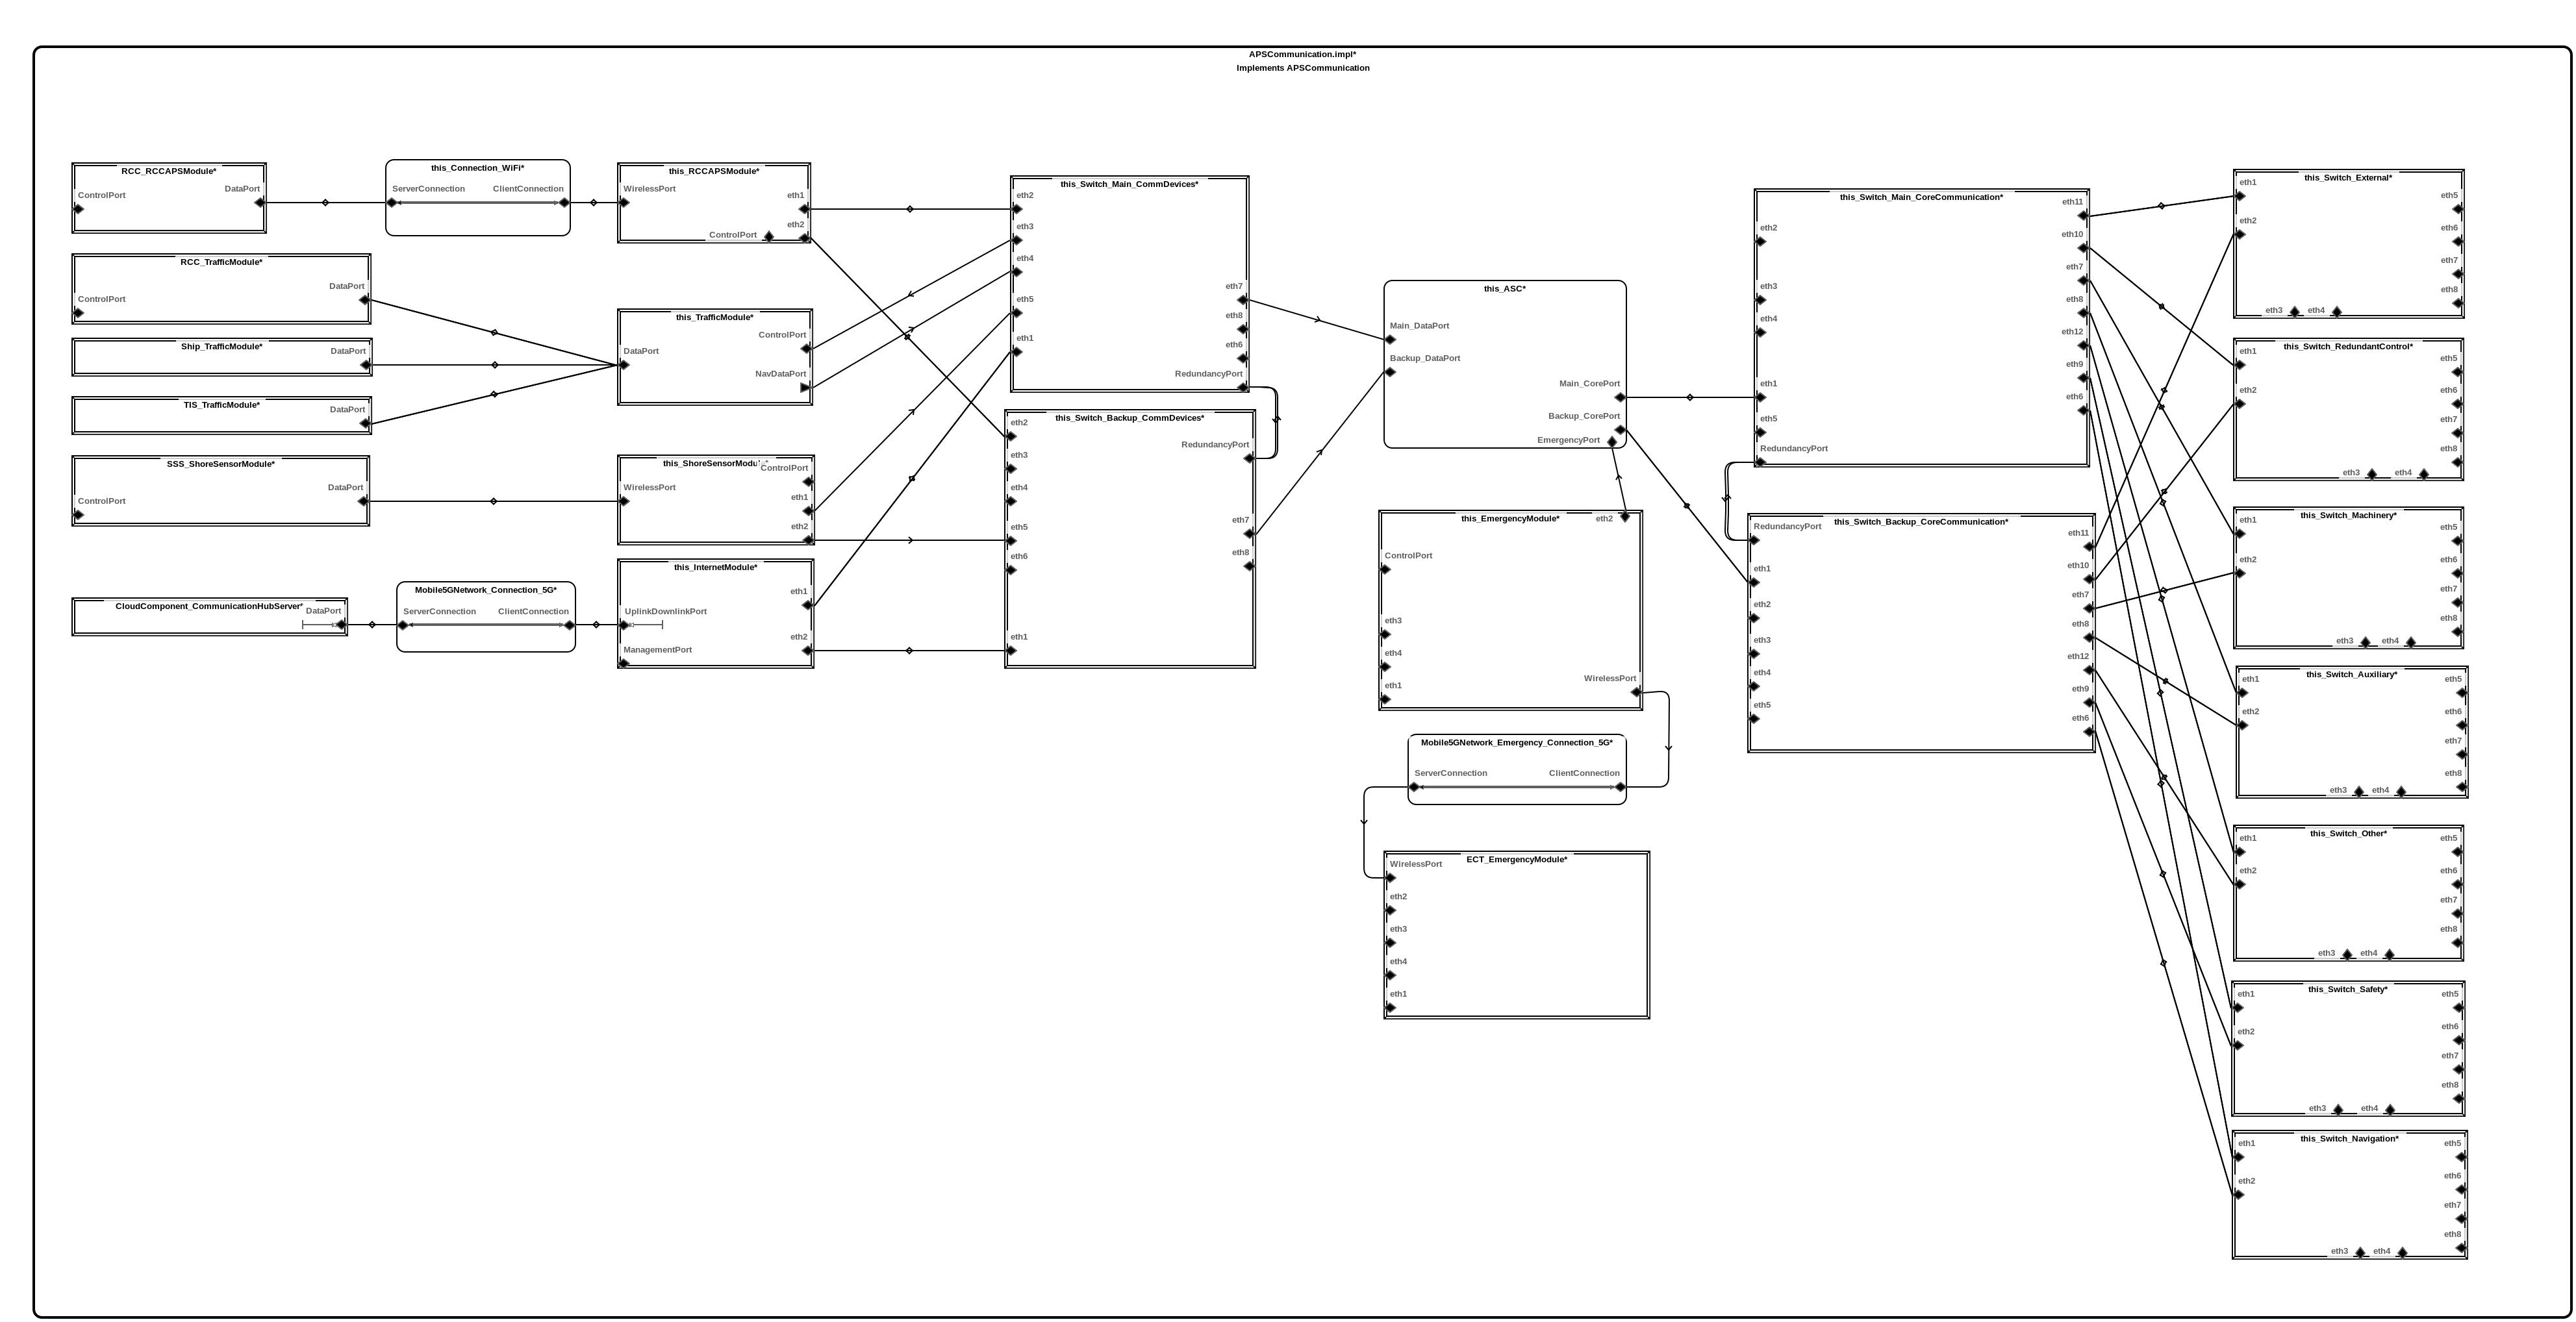 APSCommunication.impl*
Implements APSCommunication
RCC_RCCAPSModule*
ControlPort
DataPort
this_Connection_WiFi*
ServerConnection
ClientConnection
this_RCCAPSModule*
WirelessPort
eth1
eth2
ControlPort
RCC_TrafficModule*
DataPort
ControlPort
Ship_TrafficModule*
DataPort
TIS_TrafficModule*
DataPort
this_TrafficModule*
ControlPort
DataPort
NavDataPort
SSS_ShoreSensorModule*
DataPort
ControlPort
this_ShoreSensorModu
ControlPort
WirelessPort
eth1
eth2
CloudComponent_CommunicationHubServer*
DataPort
Mobile5GNetwork_Connection_5G*
ServerConnection
ClientConnection
this_InternetModule*
eth1
UplinkDownlinkPort
eth2
ManagementPort
this_Switch_Main_CommDevices*
eth2
eth3
eth4
eth5
eth1
eth7
eth8
eth6
RedundancyPort
this_Switch_Backup_CommDevices*
eth2
eth3
eth4
eth5
eth6
eth1
RedundancyPort
eth7
eth8
this_ASC*
Main_DataPort
Backup_DataPort
Main_CorePort
Backup_CorePort
EmergencyPort
this_EmergencyModule*
eth2
ControlPort
eth3
eth4
eth1
WirelessPort
Mobile5GNetwork_Emergency_Connection_5G*
ServerConnection
ClientConnection
ECT_EmergencyModule*
WirelessPort
eth2
eth3
eth4
eth1
this_Switch_Main_CoreCommunication*
eth2
eth3
eth4
eth1
eth5
RedundancyPort
eth11
eth10
eth7
eth8
eth12
eth9
eth6
this_Switch_Backup_CoreCommunication*
RedundancyPort
eth1
eth2
eth3
eth4
eth5
eth11
eth10
eth7
eth8
eth12
eth9
eth6
this_Switch_External*
eth1
eth2
eth5
eth6
eth7
eth8
eth3
eth4
this_Switch_RedundantControl*
eth1
eth2
eth5
eth6
eth7
eth8
eth3
eth4
this_Switch_Machinery*
eth1
eth2
eth5
eth6
eth7
eth8
eth3
eth4
this_Switch_Auxiliary*
eth1
eth2
eth5
eth6
eth7
eth8
eth3
eth4
this_Switch_Other*
eth1
eth2
eth5
eth6
eth7
eth8
eth3
eth4
this_Switch_Safety*
eth1
eth2
eth5
eth6
eth7
eth8
eth3
eth4
this_Switch_Navigation*
eth1
eth2
eth5
eth6
eth7
eth8
eth3
eth4